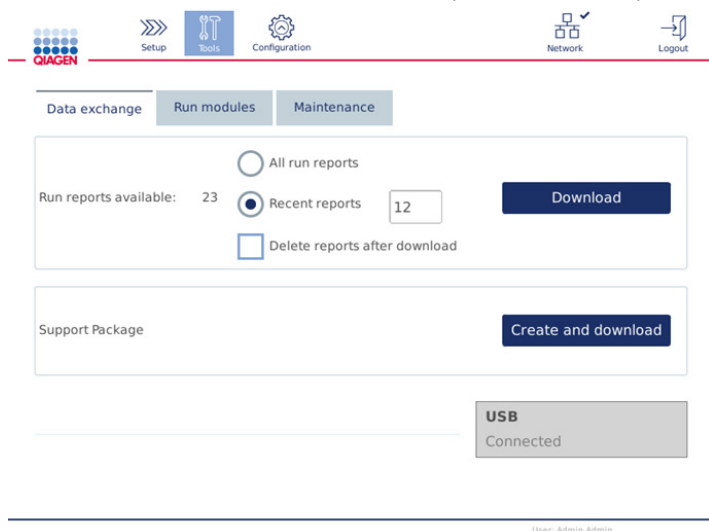 QIAGEN
Setup
Tools
Configuration
Network
Logout
Data exchange
Run modules
Maintenance
All run reports
Run reports available: 23
Recent reports 12
Download
Delete reports after download
Support Package
Create and download
USB
Connected
User: Admin Admin